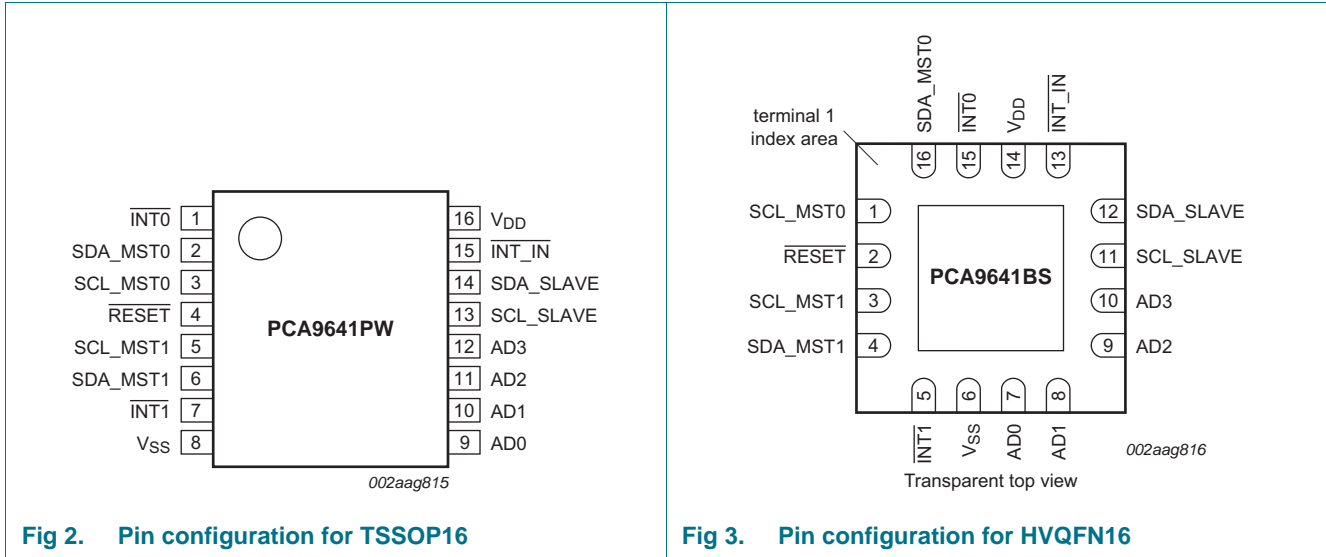 INT0 1
SDA_MST0 2
SCL_MST0 3
RESET 4
SCL_MST1 5
SDA_MST1 6
INT1 7
VSS 8
PCA9641PW
16 VDD
15 INT_IN
14 SDA_SLAVE
13 SCL_SLAVE
12 AD3
11 AD2
10 AD1
9 AD0
002aag815
Fig 2. Pin configuration for TSSOP16
terminal 1
index area
SDA_MST0
INT0
VDD
INT_IN
16 15 14 13
SCL_MST0 1
RESET 2
SCL_MST1 3
SDA_MST1 4
PCA9641BS
12 SDA_SLAVE
11 SCL_SLAVE
10 AD3
9 AD2
5 6 7 8
INT1
VSS
AD0
AD1
002aag816
Transparent top view
Fig 3. Pin configuration for HVQFN16